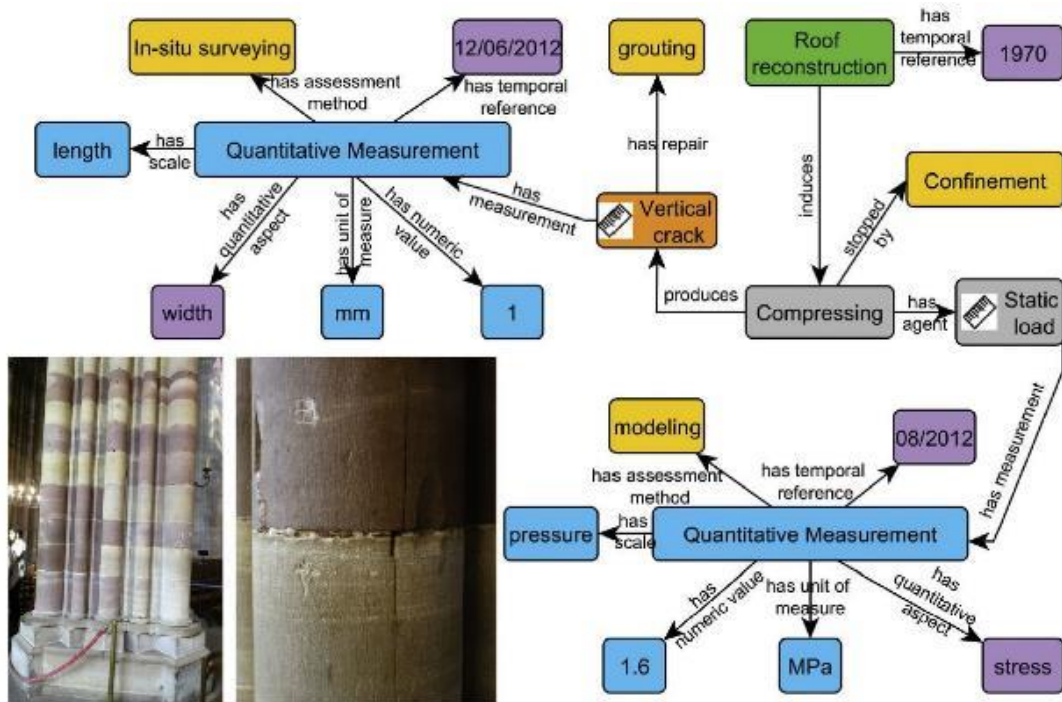 In-situ surveying
12/06/2012
grouting
Roof
reconstruction
has
temporal
reference
1970
has assessment
method
has temporal
reference
length
has
scale
Quantitative Measurement
has repair
induces
Confinement
has
measurement
Vertical
crack
stopped
by
has
quantitative
aspect
has unit of
measure
has numeric
value
width
mm
1
produces
Compressing
has
agent
Static
load
modeling
08/2012
has measurement
has assessment
method
has temporal
reference
pressure
has
scale
Quantitative Measurement
has
numeric value
has unit of
measure
has
quantitative
aspect
1.6
MPa
stress